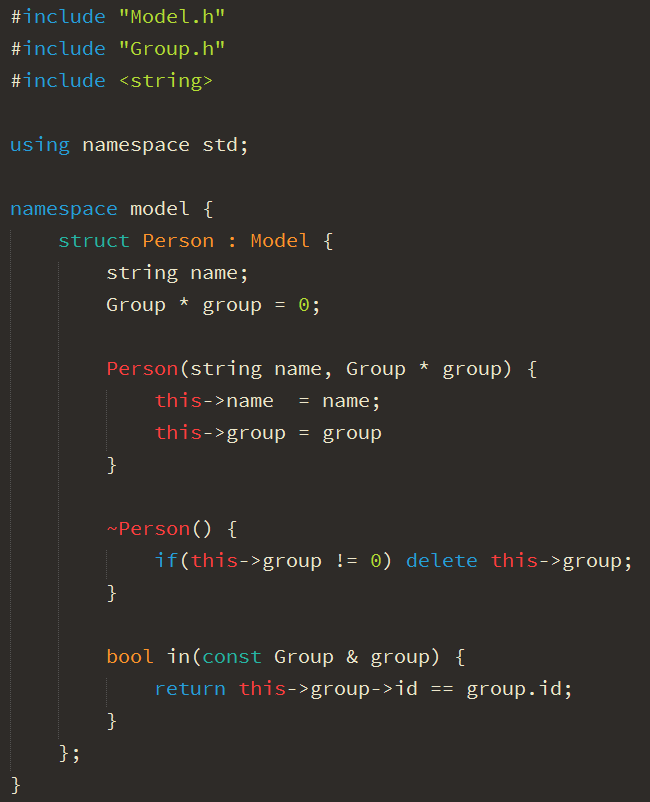 #include "Model.h"
#include "Group.h"
#include <string>

using namespace std;

namespace model {
    struct Person : Model {
        string name;
        Group * group = 0;

        Person(string name, Group * group) {
            this->name  = name;
            this->group = group
        }

        ~Person() {
            if(this->group != 0) delete this->group;
        }

        bool in(const Group & group) {
            return this->group->id == group.id;
        }
    };
}